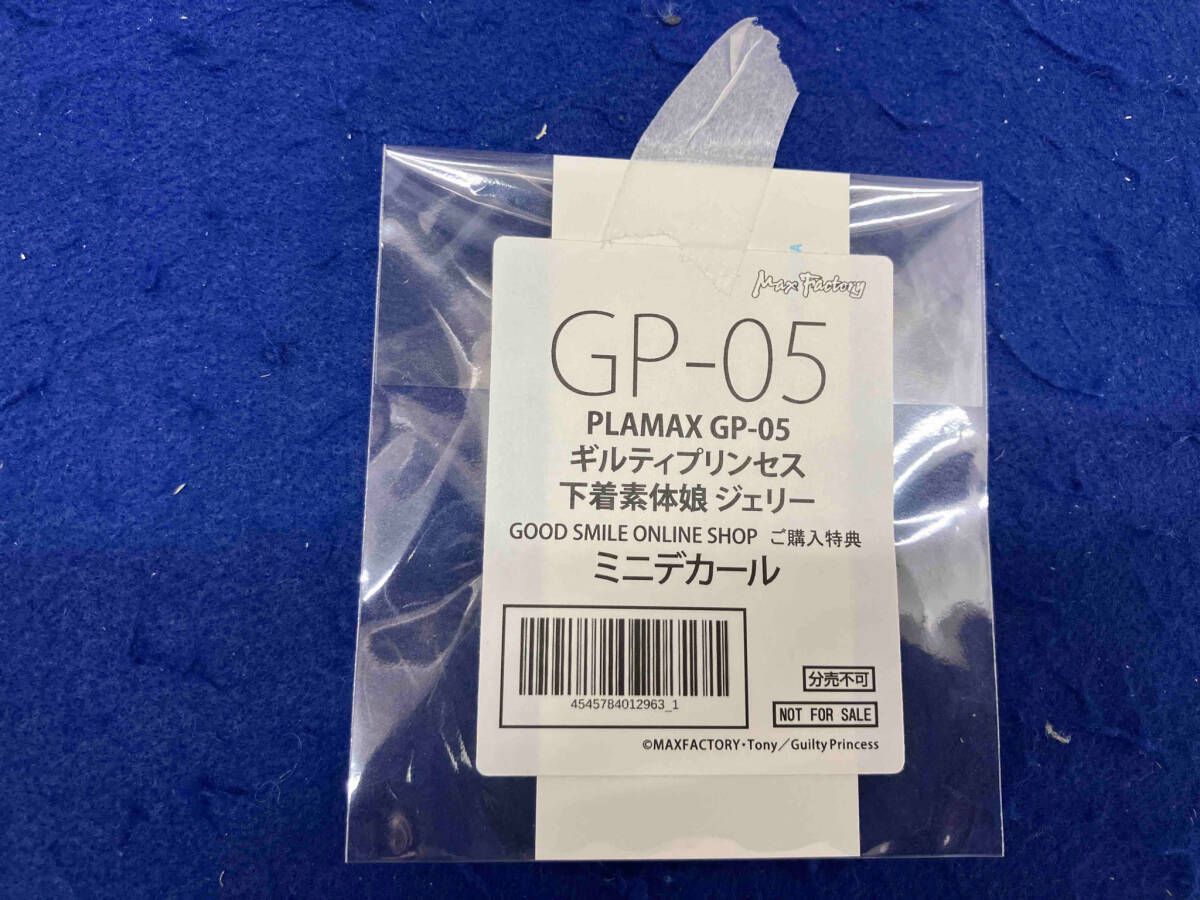 Max Factory
GP-05
PLAMAX GP-05
ギルティプリンセス
下着素体娘 ジェリー
GOOD SMILE ONLINE SHOP ご購入特典
ミニデカール
4545784012963_1
分売不可
NOT FOR SALE
©MAXFACTORY・Tony／Guilty Princess